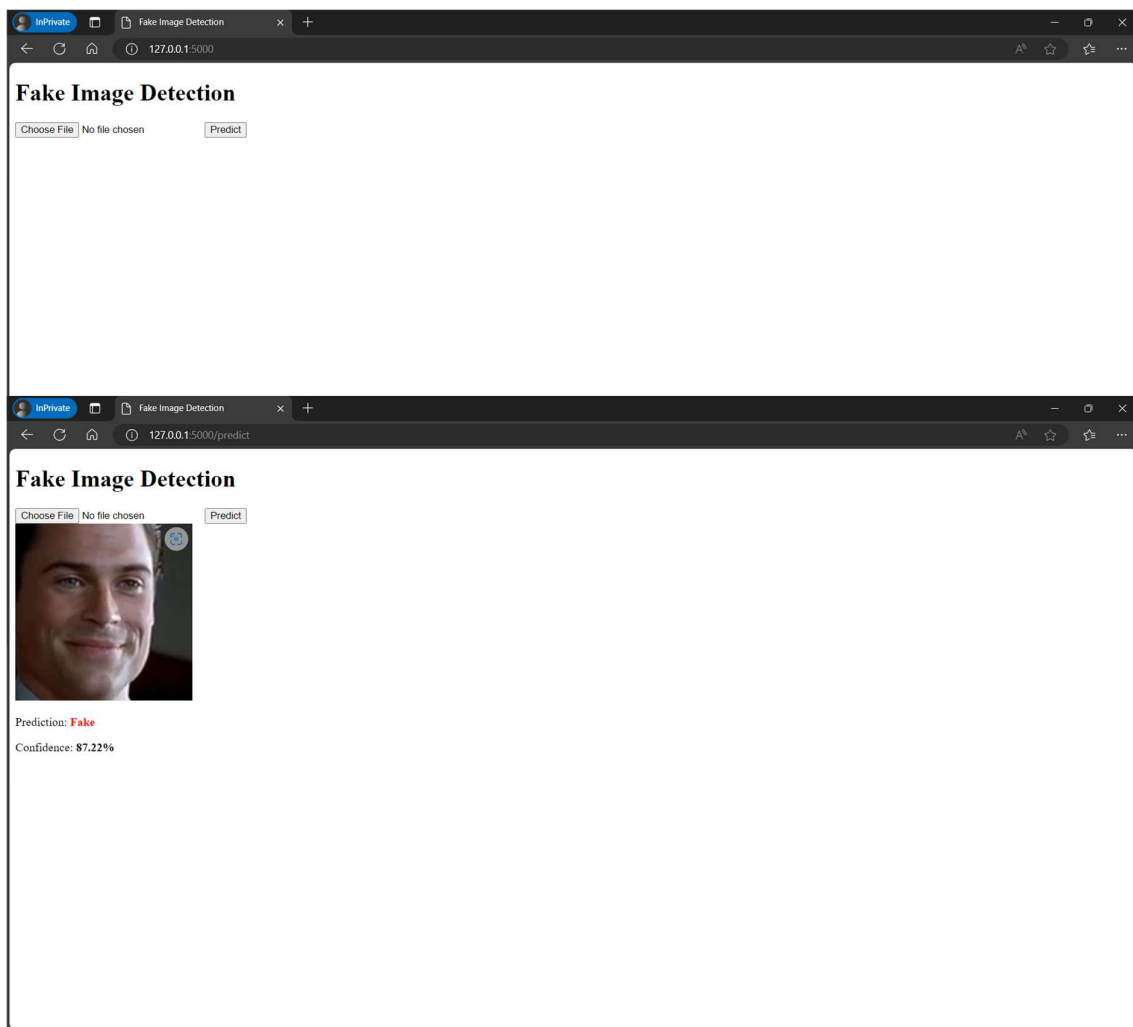 InPrivate
Fake Image Detection
127.0.0.1:5000
Fake Image Detection
Choose File No file chosen Predict
InPrivate
Fake Image Detection
127.0.0.1:5000/predict
Fake Image Detection
Choose File No file chosen Predict
Prediction: Fake
Confidence: 87.22%